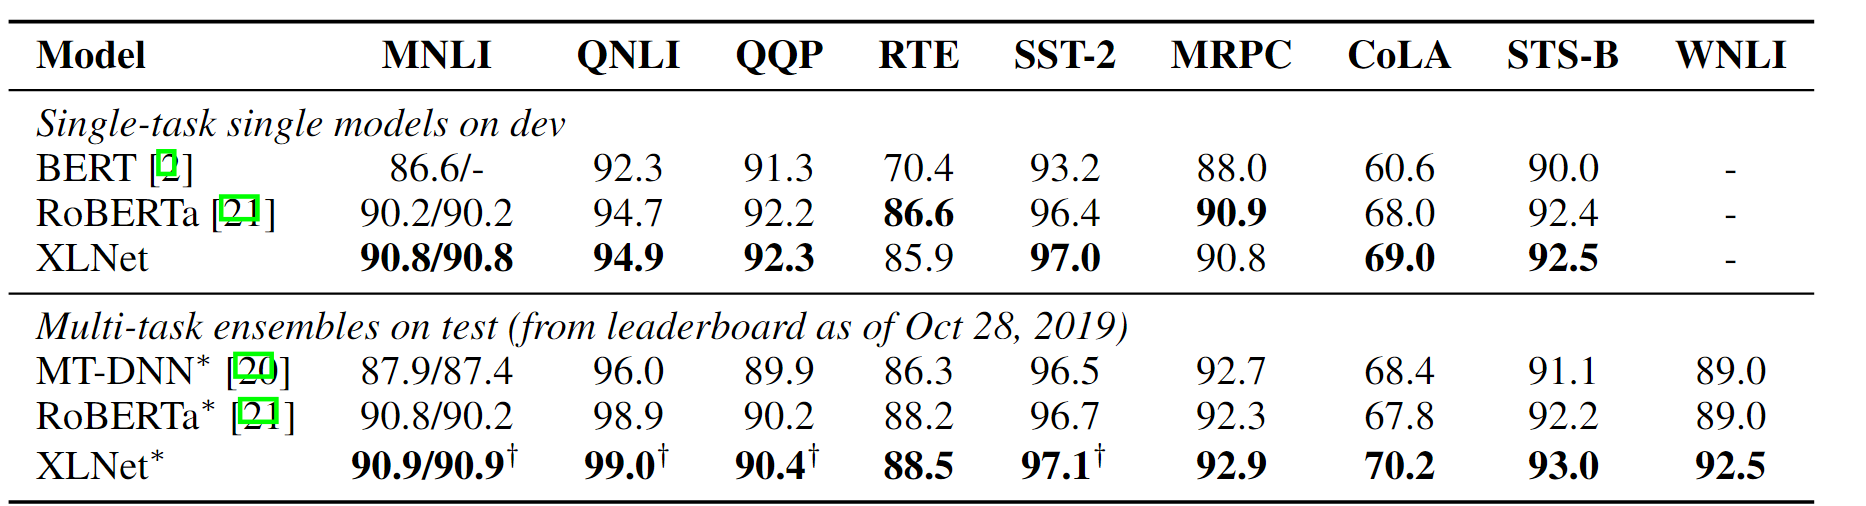 Model MNLI QNLI QQP RTE SST-2 MRPC CoLA STS-B WNLI
Single-task single models on dev
BERT [2] 86.6/- 92.3 91.3 70.4 93.2 88.0 60.6 90.0 -
RoBERTa [21] 90.2/90.2 94.7 92.2 86.6 96.4 90.9 68.0 92.4 -
XLNet 90.8/90.8 94.9 92.3 85.9 97.0 90.8 69.0 92.5 -
Multi-task ensembles on test (from leaderboard as of Oct 28, 2019)
MT-DNN* [20] 87.9/87.4 96.0 89.9 86.3 96.5 92.7 68.4 91.1 89.0
RoBERTa* [21] 90.8/90.2 98.9 90.2 88.2 96.7 92.3 67.8 92.2 89.0
XLNet* 90.9/90.9† 99.0† 90.4† 88.5 97.1† 92.9 70.2 93.0 92.5